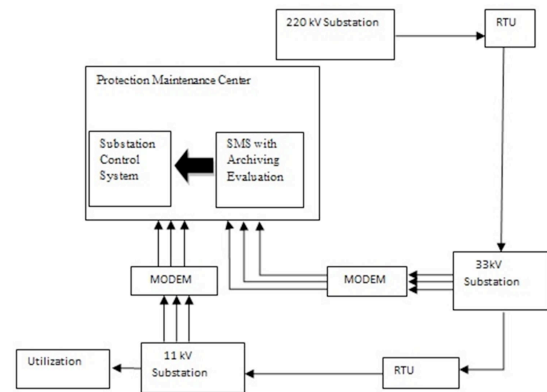 220 kV Substation
RTU
Protection Maintenance Center
Substation
Control
System
SMS with
Archiving
Evaluation
33kV
Substation
MODEM
MODEM
Utilization
11 kV
Substation
RTU